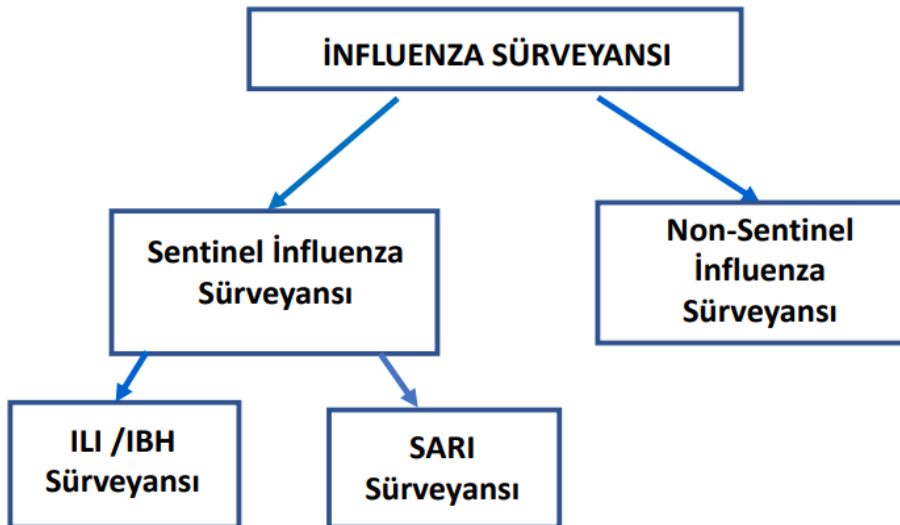 İNFLUENZA SÜRVEYANSI
Sentinel İnfluenza
Sürveyansı
Non-Sentinel
İnfluenza
Sürveyansı
ILI /IBH
Sürveyansı
SARI
Sürveyansı